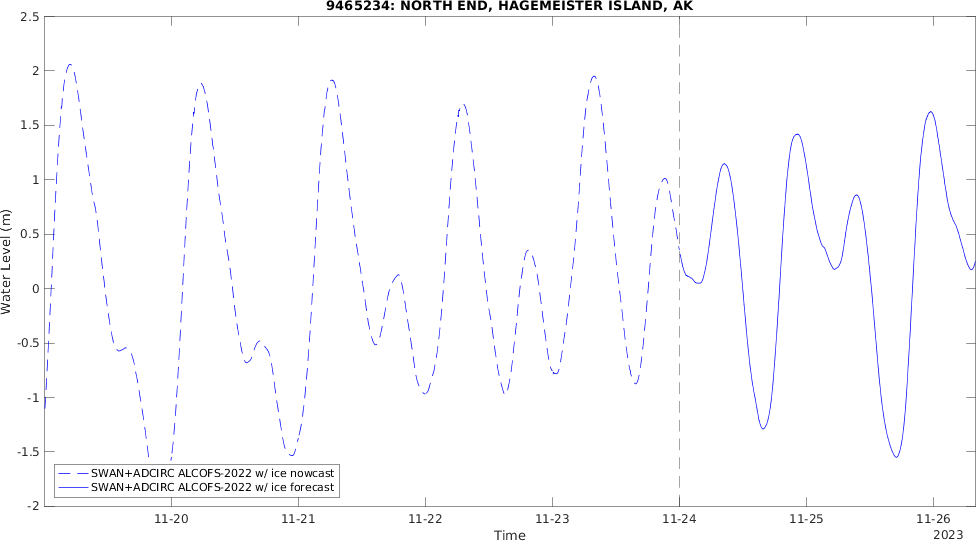 9465234: NORTH END, HAGEMEISTER ISLAND, AK
2.5
2
1.5
1
0.5
0
-0.5
-1
-1.5
-2
Water Level (m)
SWAN+ADCIRC ALCOFS-2022 w/ ice nowcast
SWAN+ADCIRC ALCOFS-2022 w/ ice forecast
11-20 11-21 11-22 11-23 11-24 11-25 11-26
Time
2023